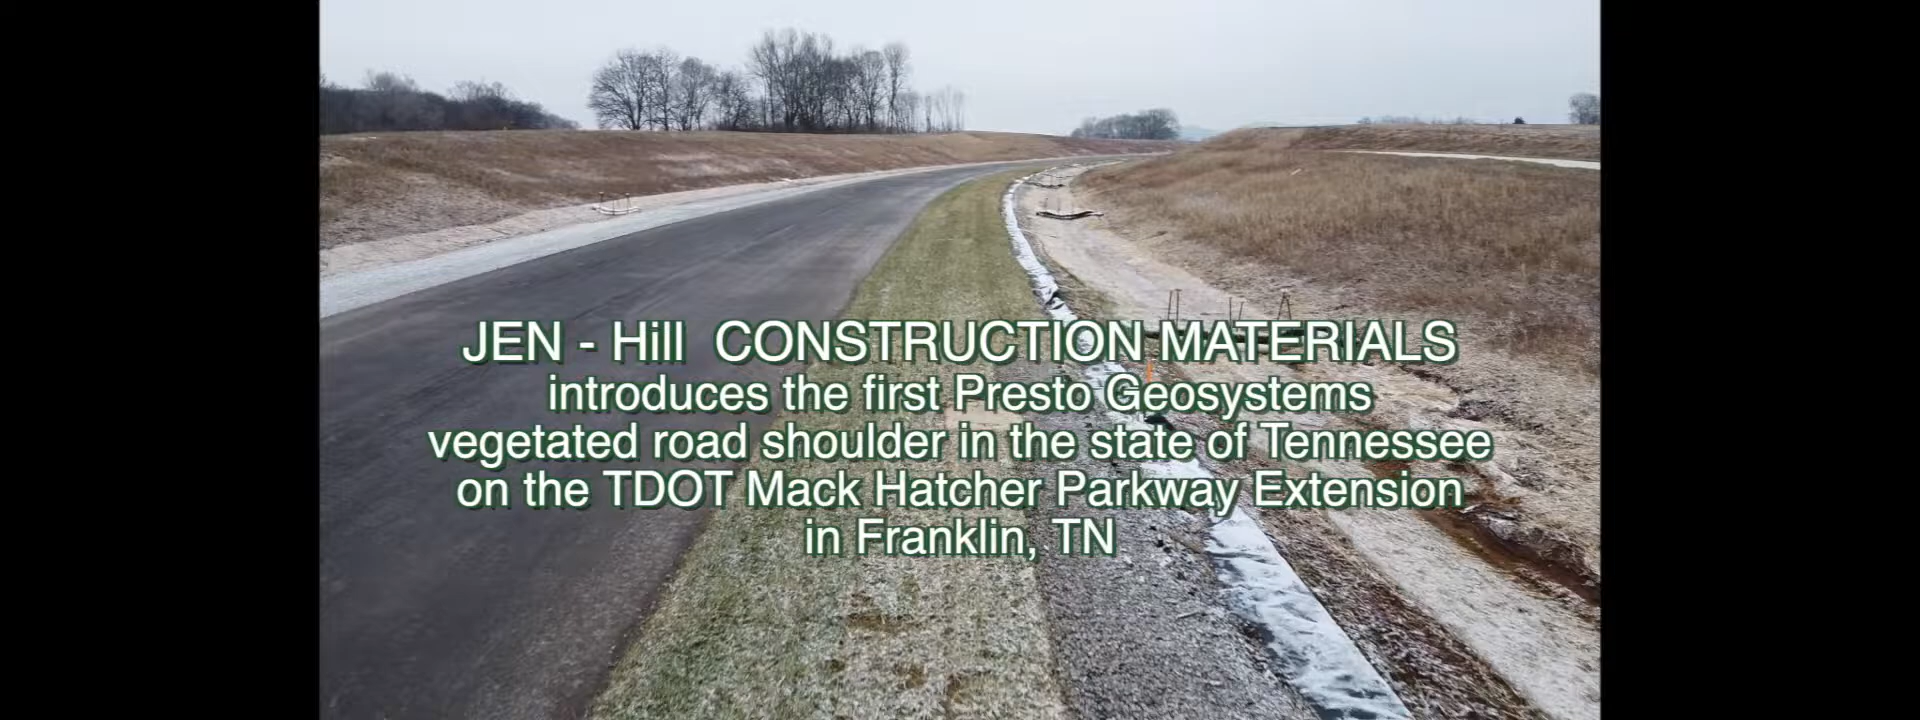 JEN - Hill  CONSTRUCTION MATERIALS
introduces the first Presto Geosystems
vegetated road shoulder in the state of Tennessee
on the TDOT Mack Hatcher Parkway Extension
in Franklin, TN